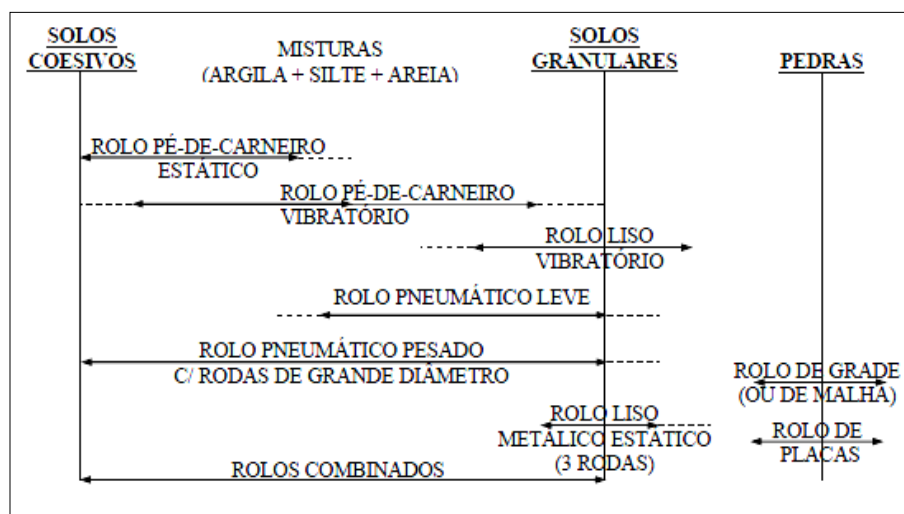 SOLOS
COESIVOS
MISTURAS
(ARGILA + SILTE + AREIA)
SOLOS
GRANULARES
PEDRAS
ROLO PÉ-DE-CARNEIRO
ESTÁTICO
ROLO PÉ-DE-CARNEIRO
VIBRATÓRIO
ROLO LISO
VIBRATÓRIO
ROLO PNEUMÁTICO LEVE
ROLO PNEUMÁTICO PESADO
C/ RODAS DE GRANDE DIÂMETRO
ROLO DE GRADE
(OU DE MALHA)
ROLO LISO
METÁLICO ESTÁTICO
(3 RODAS)
ROLO DE
PLACAS
ROLOS COMBINADOS